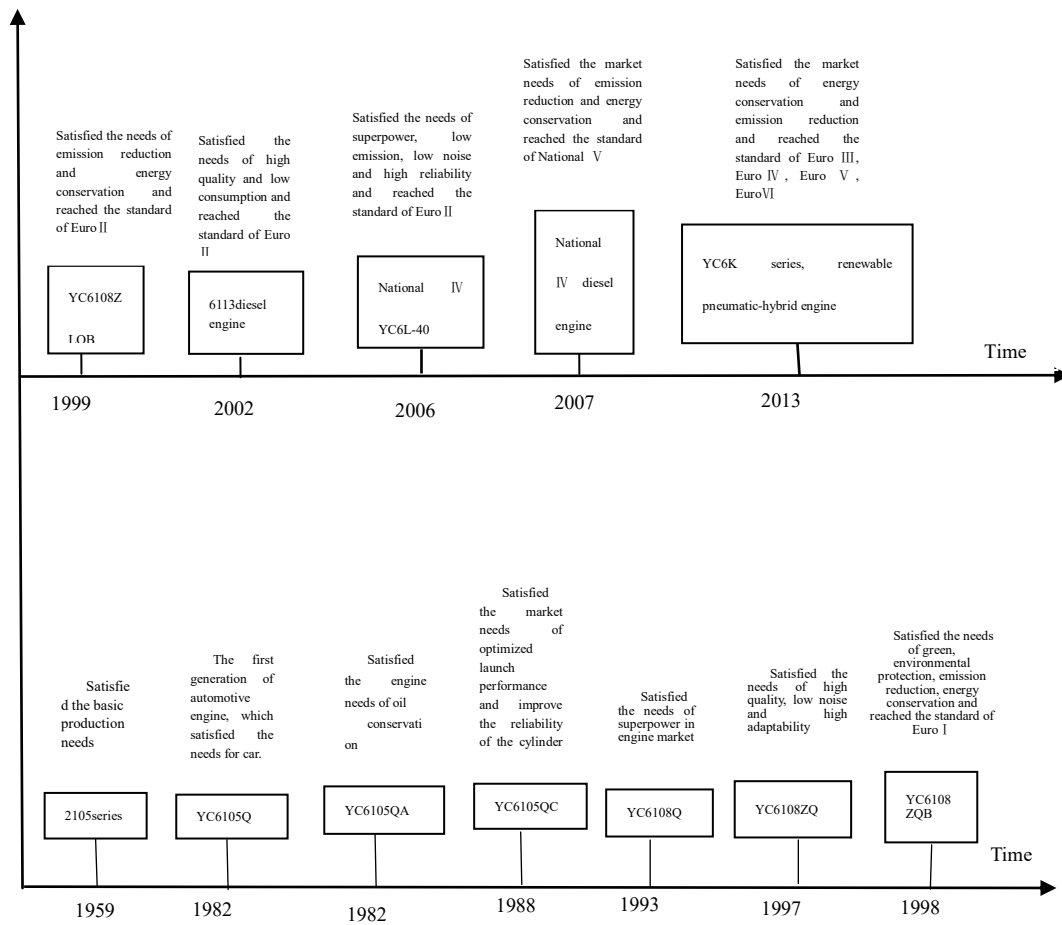 Satisfied the needs of
emission reduction
and energy
conservation and
reached the standard
of Euro Ⅱ
Satisfied the
needs of high
quality and low
consumption and
reached the
standard of Euro
Ⅱ
Satisfied the needs of
superpower, low
emission, low noise
and high reliability
and reached the
standard of Euro Ⅱ
Satisfied the market
needs of emission
reduction and energy
conservation and
reached the standard
of National Ⅴ
Satisfied the market
needs of energy
conservation and
emission reduction
and reached the
standard of Euro Ⅲ,
Euro Ⅳ, Euro Ⅴ,
EuroⅥ
YC6108Z
LQB
6113diesel
engine
National Ⅳ
YC6L-40
National
Ⅳ diesel
engine
YC6K series, renewable
pneumatic-hybrid engine
Time
1999
2002
2006
2007
2013
Satisfie
d the basic
production
needs
The first
generation of
automotive
engine, which
satisfied the
needs for car.
Satisfied
the engine
needs of oil
conservati
on
Satisfied
the market
needs of
optimized
launch
performance
and improve
the reliability
of the cylinder
Satisfied
the needs of
superpower in
engine market
Satisfied the
needs of high
quality, low noise
and high
adaptability
Satisfied the needs
of green,
environmental
protection, emission
reduction, energy
conservation and
reached the standard of
Euro Ⅰ
2105series
YC6105Q
YC6105QA
YC6105QC
YC6108Q
YC6108ZQ
YC6108
ZQB
Time
1959
1982
1982
1988
1993
1997
1998